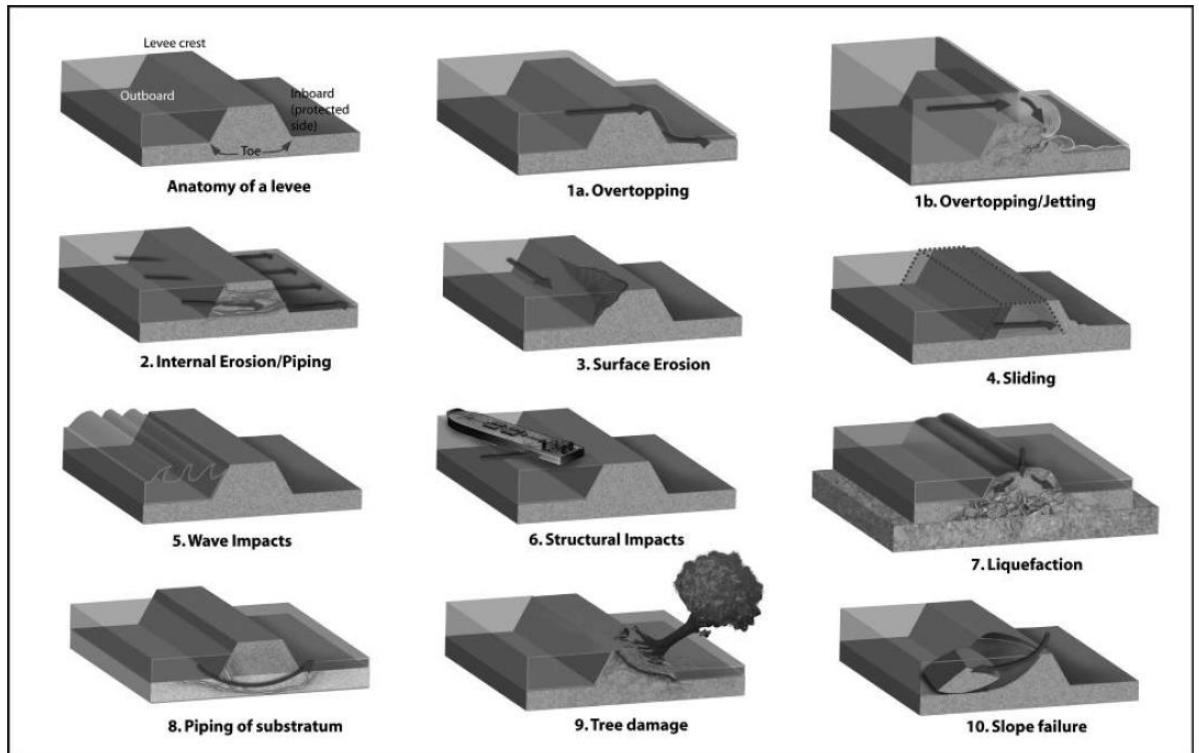 Levee crest
Outboard
Inboard
(protected
side)
Toe
Anatomy of a levee
1a. Overtopping
1b. Overtopping/Jetting
2. Internal Erosion/Piping
3. Surface Erosion
4. Sliding
5. Wave Impacts
6. Structural Impacts
7. Liquefaction
8. Piping of substratum
9. Tree damage
10. Slope failure